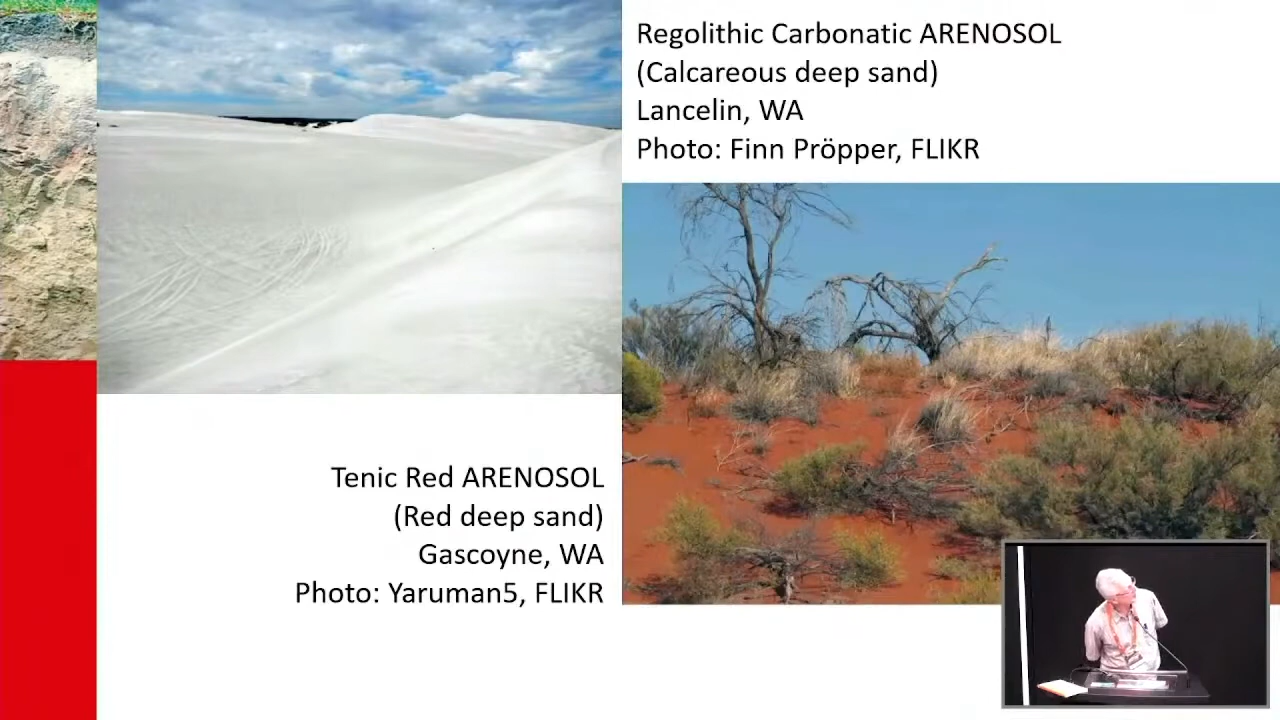 Regolithic Carbonatic ARENOSOL
(Calcareous deep sand)
Lancelin, WA
Photo: Finn Pröpper, FLIKR
Tenic Red ARENOSOL
(Red deep sand)
Gascoyne, WA
Photo: Yaruman5, FLIKR